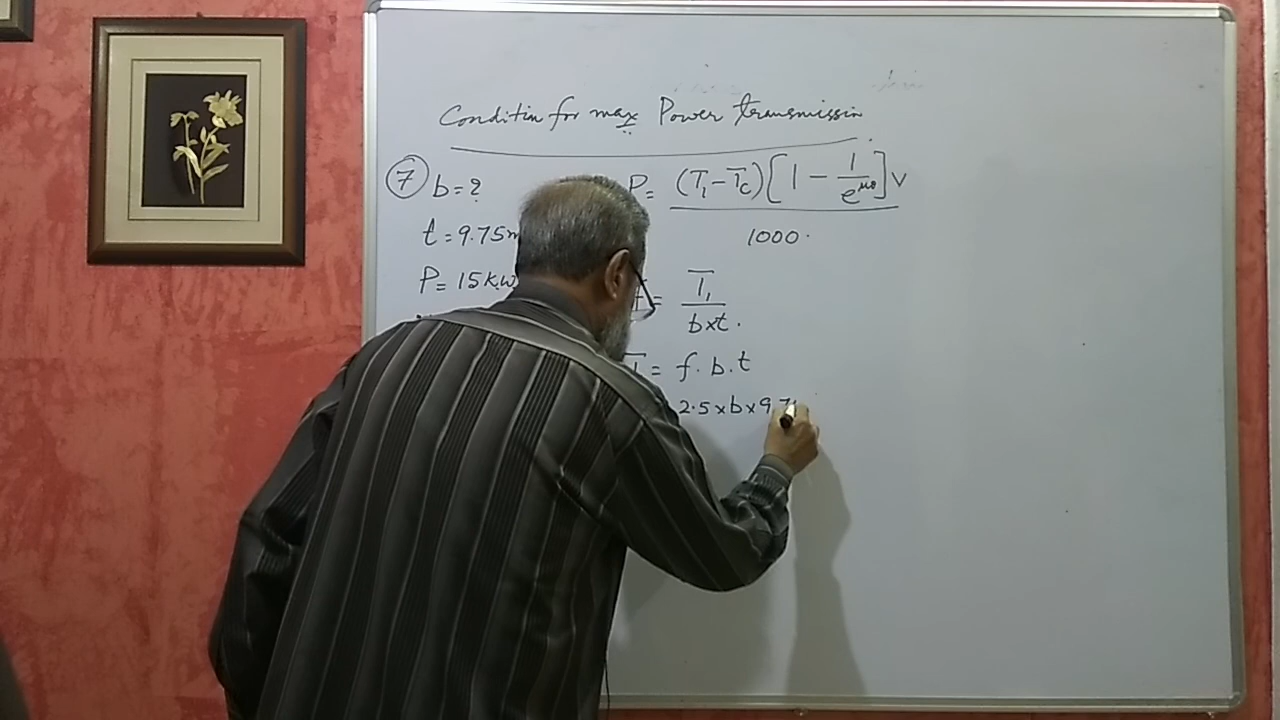 Conditin for max Power transmissin
7 b = ?
P = (T1 - Tc) [1 - 1/e^μθ] V
1000
t = 9.75m
P = 15 kw
= T1
b×t.
= f. b. t
2.5 × b × 9.7